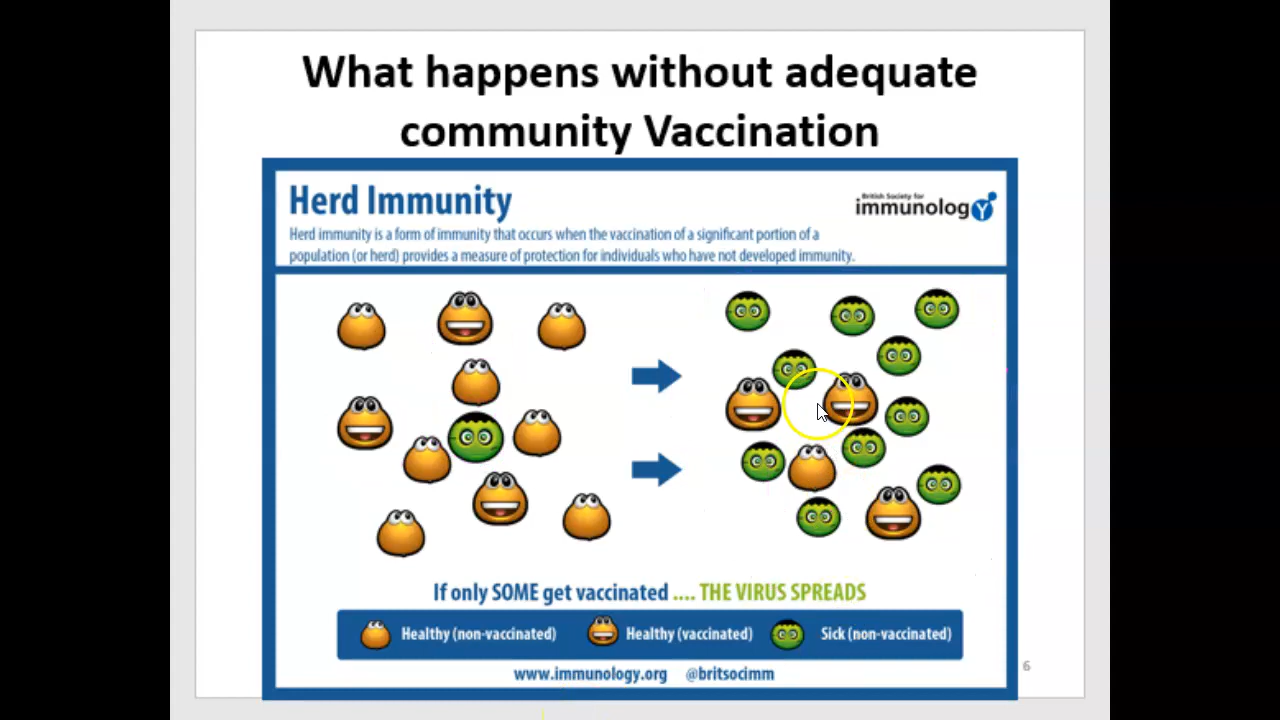 What happens without adequate
community Vaccination
Herd Immunity
British Society for
immunology
Herd immunity is a form of immunity that occurs when the vaccination of a significant portion of a
population (or herd) provides a measure of protection for individuals who have not developed immunity.
If only SOME get vaccinated .... THE VIRUS SPREADS
Healthy (non-vaccinated) Healthy (vaccinated) Sick (non-vaccinated)
www.immunology.org @britsocimm
6